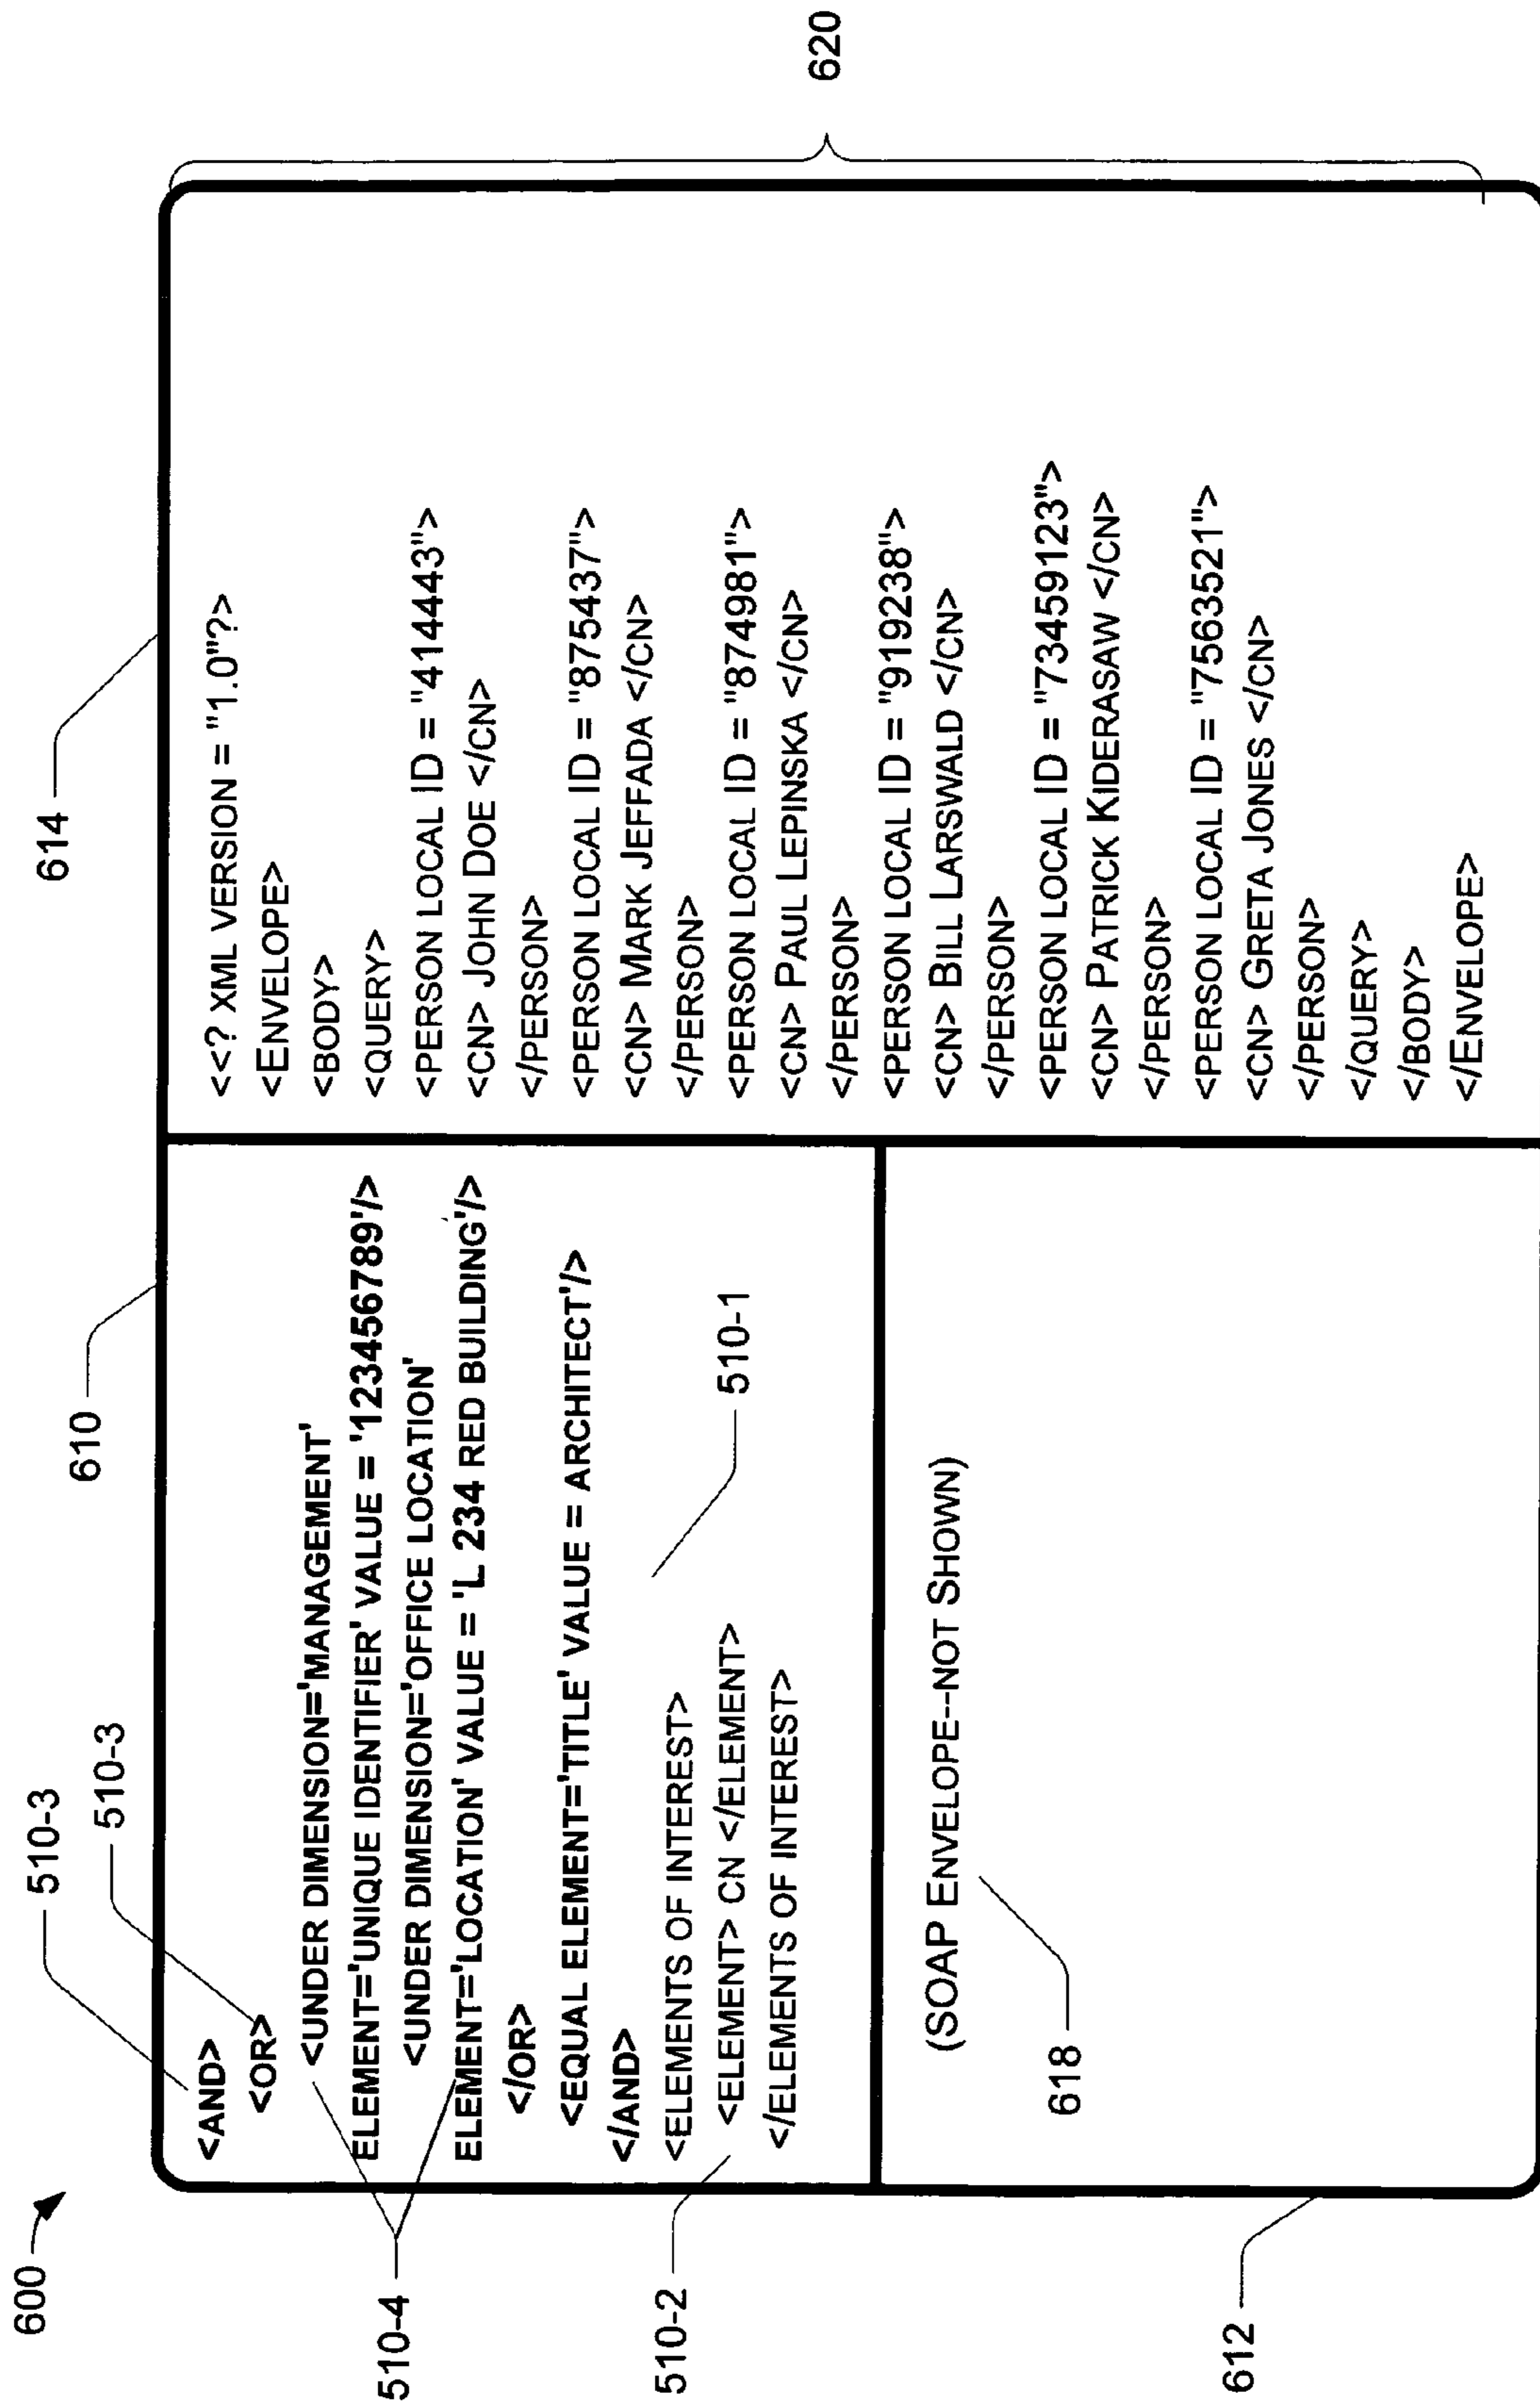 600
510-3
510-3
610
614
<AND>
<OR>
<UNDER DIMENSION='MANAGEMENT'
ELEMENT='UNIQUE IDENTIFIER' VALUE = '123456789'/>
<UNDER DIMENSION='OFFICE LOCATION'
ELEMENT='LOCATION' VALUE = 'L 234 RED BUILDING'/>
</OR>
<EQUAL ELEMENT='TITLE' VALUE = ARCHITECT'/>
</AND>
<ELEMENTS OF INTEREST>
<ELEMENT> CN </ELEMENT>
</ELEMENTS OF INTEREST>
510-4
510-2
510-1
(SOAP ENVELOPE--NOT SHOWN)
618
612
<<? XML VERSION = "1.0"?>
<ENVELOPE>
<BODY>
<QUERY>
<PERSON LOCAL ID = "414443">
<CN> JOHN DOE </CN>
</PERSON>
<PERSON LOCAL ID = "875437">
<CN> MARK JEFFADA </CN>
</PERSON>
<PERSON LOCAL ID = "874981">
<CN> PAUL LEPINSKA </CN>
</PERSON>
<PERSON LOCAL ID = "919238">
<CN> BILL LARSWALD </CN>
</PERSON>
<PERSON LOCAL ID = "73459123">
<CN> PATRICK KIDERASAW </CN>
</PERSON>
<PERSON LOCAL ID = "7563521">
<CN> GRETA JONES </CN>
</PERSON>
</QUERY>
</BODY>
</ENVELOPE>
620